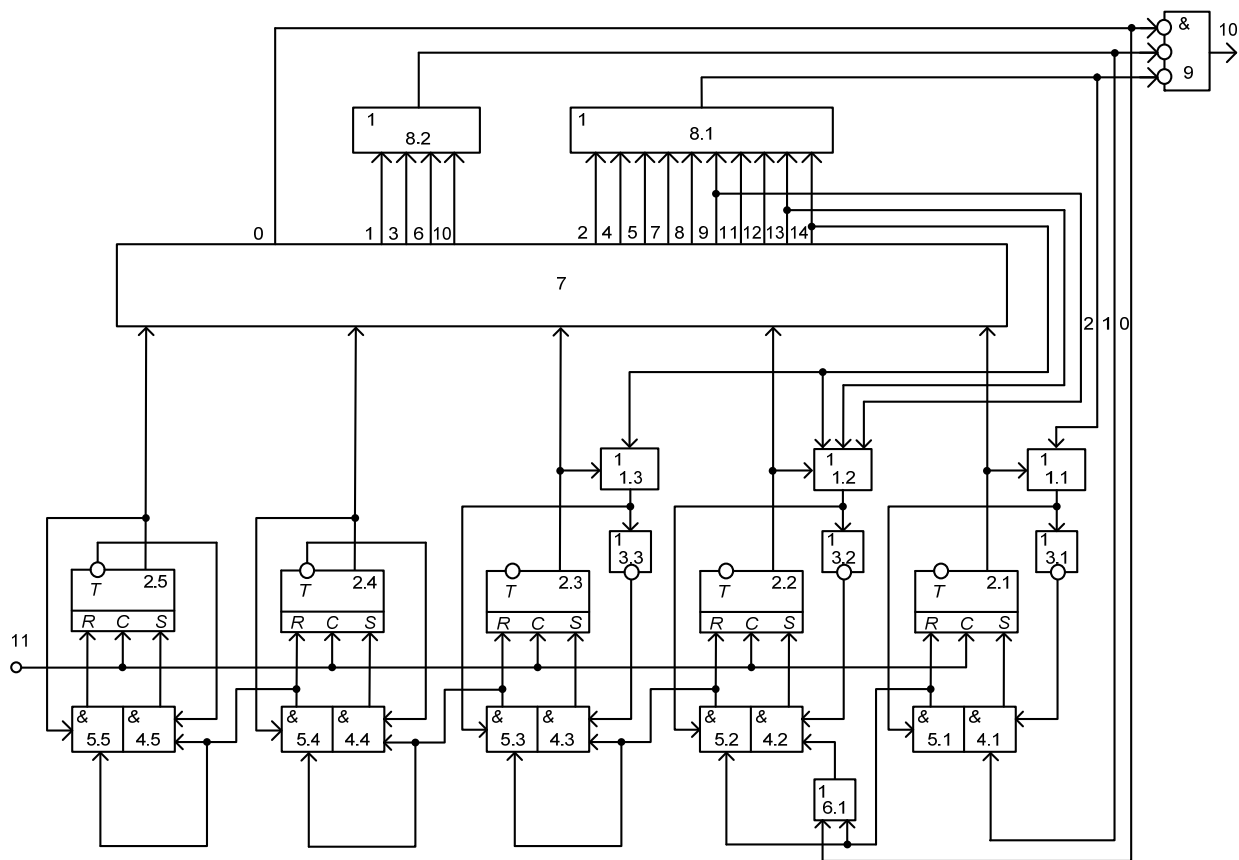 & 10
9
1
8.2
1
8.1
0 1 3 6 10 2 4 5 7 8 9 11 12 13 14
7
2 1 0
1
1.3
1
1.2
1
1.1
1
3.3
1
3.2
1
3.1
T 2.5
T 2.4
T 2.3
T 2.2
T 2.1
R C S
R C S
R C S
R C S
R C S
11
& &
5.5 4.5
& &
5.4 4.4
& &
5.3 4.3
& &
5.2 4.2
& &
5.1 4.1
1
6.1